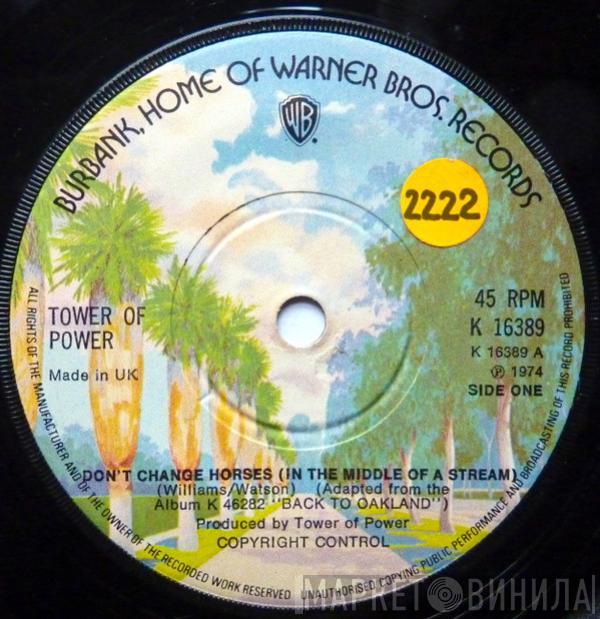 BURBANK, HOME OF WARNER BROS. RECORDS
WB
2222
TOWER OF
POWER
Made in UK
45 RPM
K 16389
K 16389 A
℗ 1974
SIDE ONE
DON'T CHANGE HORSES (IN THE MIDDLE OF A STREAM)
(Williams/Watson) (Adapted from the
Album K 46282 "BACK TO OAKLAND")
Produced by Tower of Power
COPYRIGHT CONTROL
ALL RIGHTS OF THE MANUFACTURER AND OF THE OWNER OF THE RECORDED WORK RESERVED UNAUTHORISED COPYING PUBLIC PERFORMANCE AND BROADCASTING OF THIS RECORD PROHIBITED
МАРКЕТ ВИНИЛА